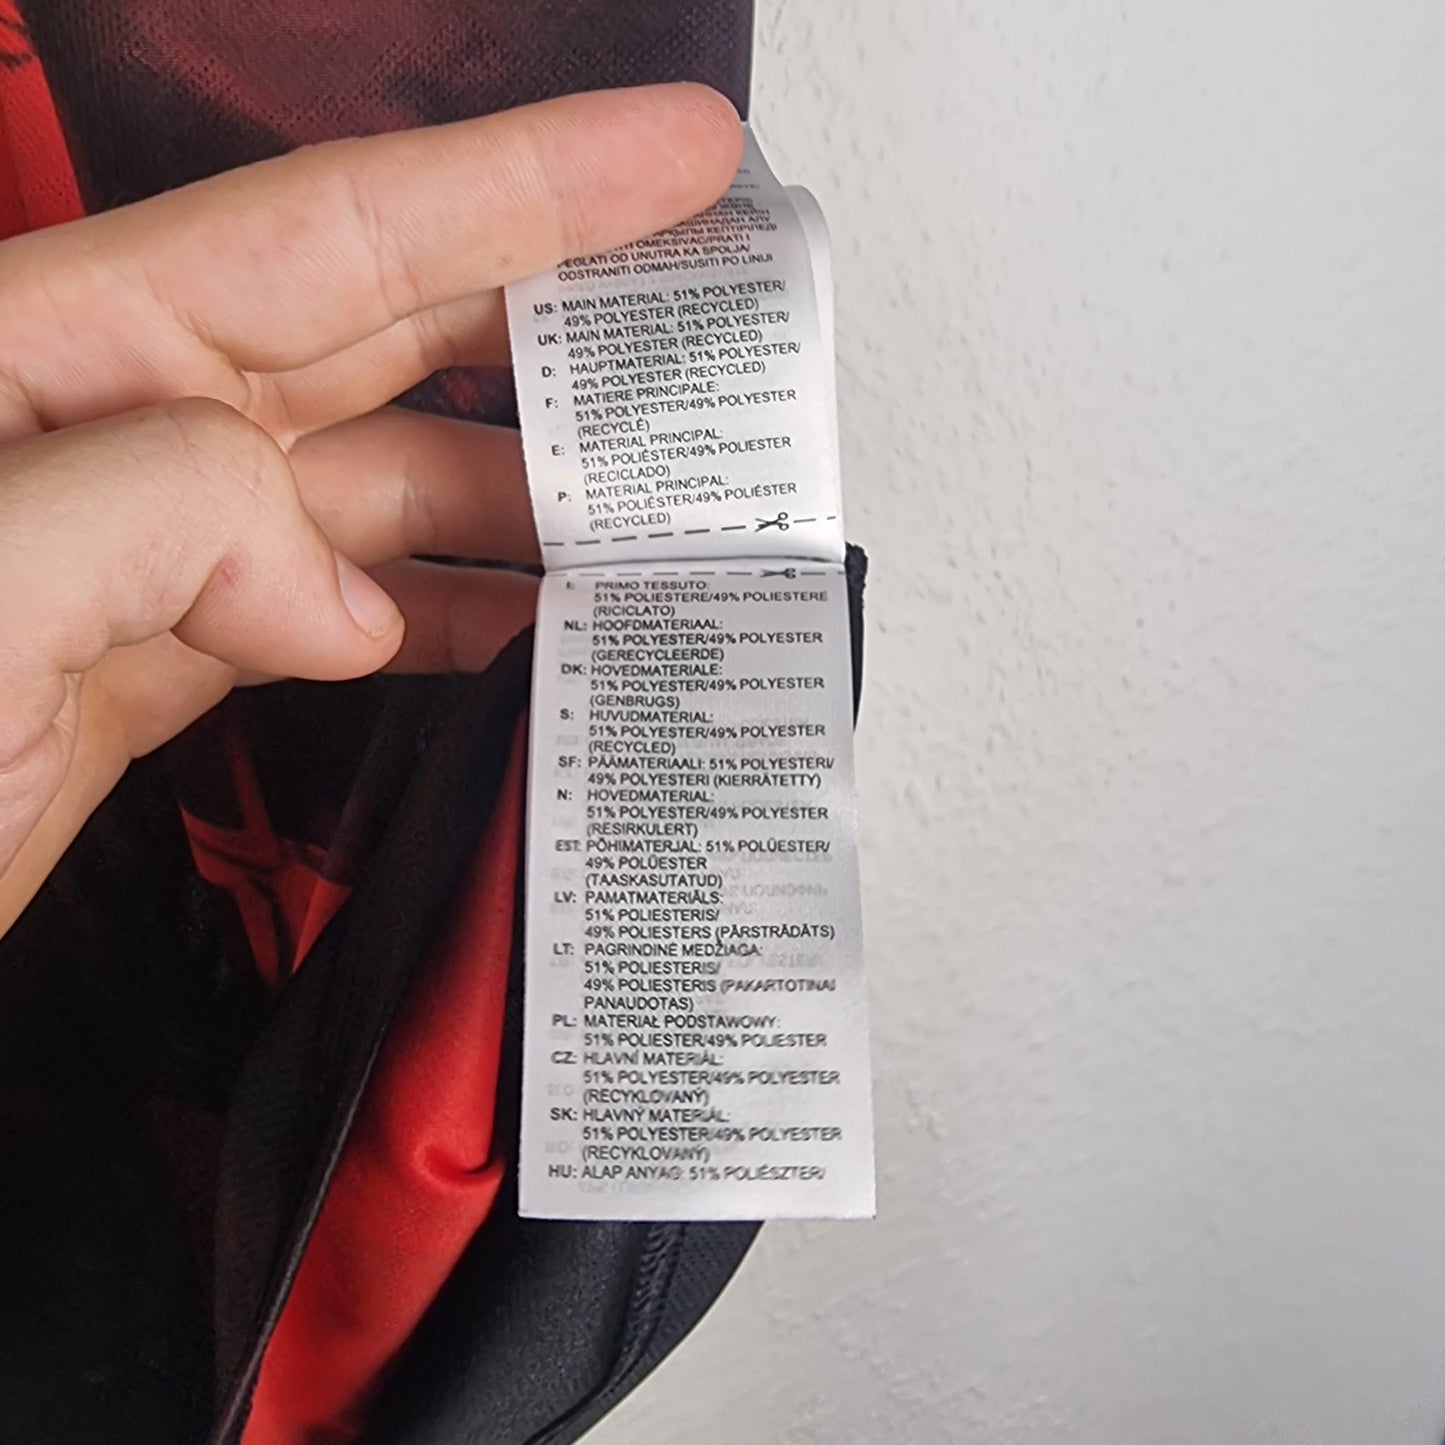 PEGLATI OD UNUTRA KA SPOLJA/
ODSTRANITI ODMAH/SUSITI PO LINIJI
US: MAIN MATERIAL: 51% POLYESTER/
49% POLYESTER (RECYCLED)
UK: MAIN MATERIAL: 51% POLYESTER/
49% POLYESTER (RECYCLED)
D: HAUPTMATERIAL: 51% POLYESTER/
49% POLYESTER (RECYCLED)
F: MATIERE PRINCIPALE:
51% POLYESTER/49% POLYESTER
(RECYCLÉ)
E: MATERIAL PRINCIPAL:
51% POLIÉSTER/49% POLIESTER
(RECICLADO)
P: MATERIAL PRINCIPAL:
51% POLIÉSTER/49% POLIÉSTER
(RECYCLED)
I: PRIMO TESSUTO:
51% POLIESTERE/49% POLIESTERE
(RICICLATO)
NL: HOOFDMATERIAAL:
51% POLYESTER/49% POLYESTER
(GERECYCLEERDE)
DK: HOVEDMATERIALE:
51% POLYESTER/49% POLYESTER
(GENBRUGS)
S: HUVUDMATERIAL:
51% POLYESTER/49% POLYESTER
(RECYCLED)
SF: PÄÄMATERIAALI: 51% POLYESTERI/
49% POLYESTERI (KIERRÄTETTY)
N: HOVEDMATERIAL:
51% POLYESTER/49% POLYESTER
(RESIRKULERT)
EST: PÕHIMATERJAL: 51% POLÜESTER/
49% POLÜESTER
(TAASKASUTATUD)
LV: PAMATMATERIĀLS:
51% POLIESTERIS/
49% POLIESTERS (PĀRSTRĀDĀTS)
LT: PAGRINDINĖ MEDŽIAGA:
51% POLIESTERIS/
49% POLIESTERIS (PAKARTOTINAI
PANAUDOTAS)
PL: MATERIAŁ PODSTAWOWY:
51% POLIESTER/49% POLIESTER
CZ: HLAVNÍ MATERIÁL:
51% POLYESTER/49% POLYESTER
(RECYKLOVANÝ)
SK: HLAVNÝ MATERIÁL:
51% POLYESTER/49% POLYESTER
(RECYKLOVANÝ)
HU: ALAP ANYAG: 51% POLIÉSZTER/